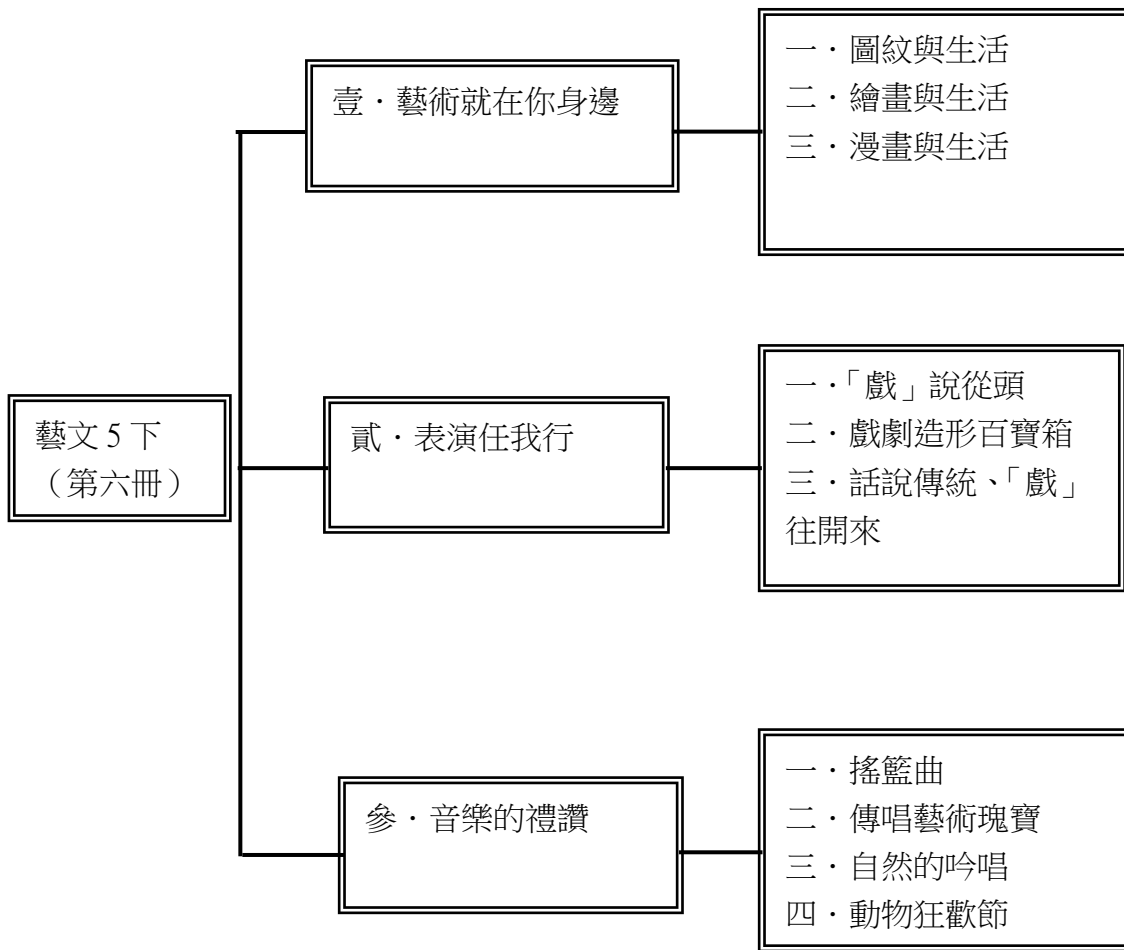 藝文 5 下
（第六冊）
壹．藝術就在你身邊
一．圖紋與生活
二．繪畫與生活
三．漫畫與生活
貳．表演任我行
一．「戲」說從頭
二．戲劇造形百寶箱
三．話說傳統、「戲」
往開來
參．音樂的禮讚
一．搖籃曲
二．傳唱藝術瑰寶
三．自然的吟唱
四．動物狂歡節